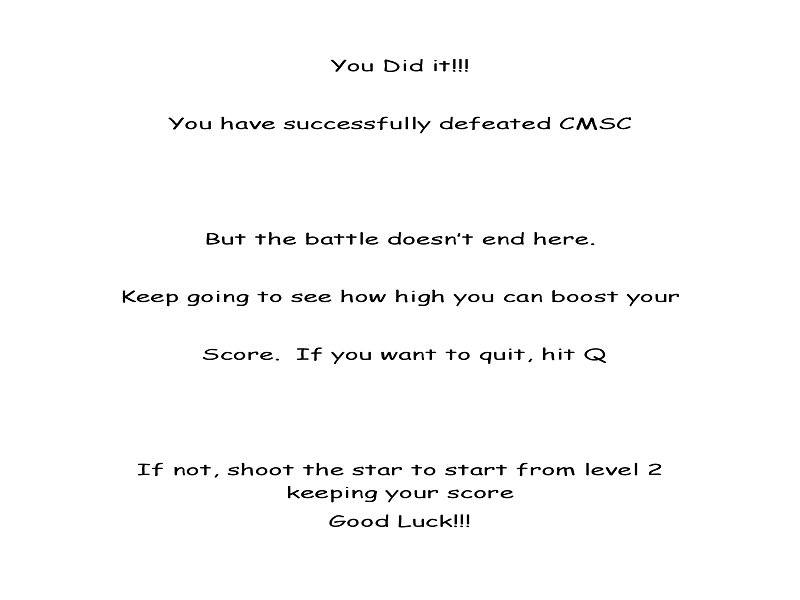 You Did it!!!
You have successfully defeated CMSC
But the battle doesn't end here.
Keep going to see how high you can boost your
Score.  If you want to quit, hit Q
If not, shoot the star to start from level 2
keeping your score
Good Luck!!!